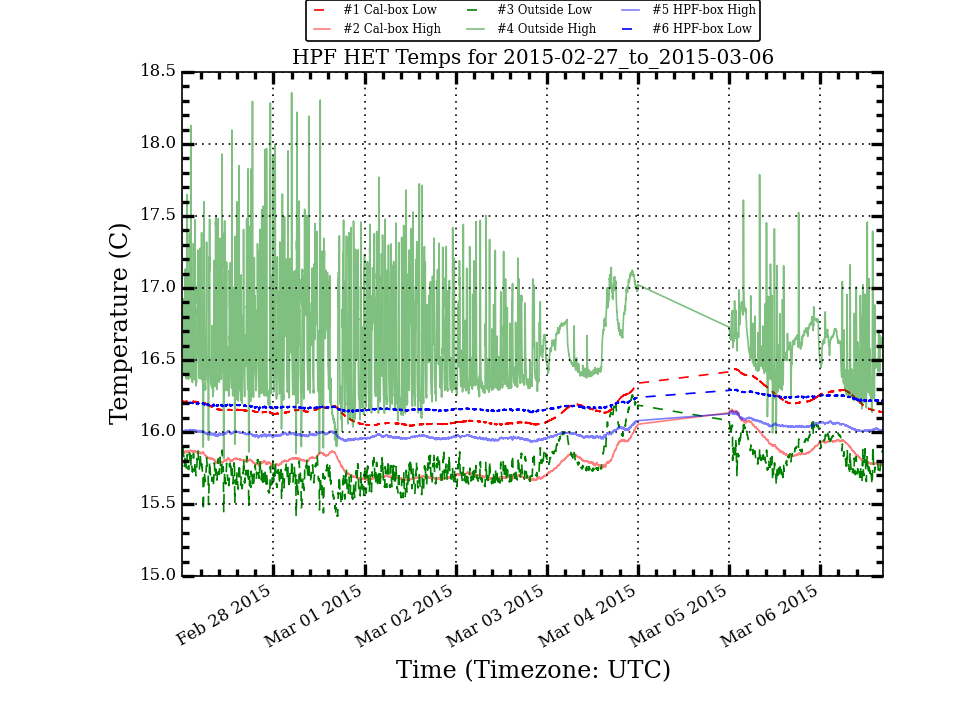 #1 Cal-box Low #3 Outside Low #5 HPF-box High
#2 Cal-box High #4 Outside High #6 HPF-box Low
HPF HET Temps for 2015-02-27_to_2015-03-06
18.5
18.0
17.5
17.0
16.5
16.0
15.5
15.0
Temperature (C)
Feb 28 2015 Mar 01 2015 Mar 02 2015 Mar 03 2015 Mar 04 2015 Mar 05 2015 Mar 06 2015
Time (Timezone: UTC)